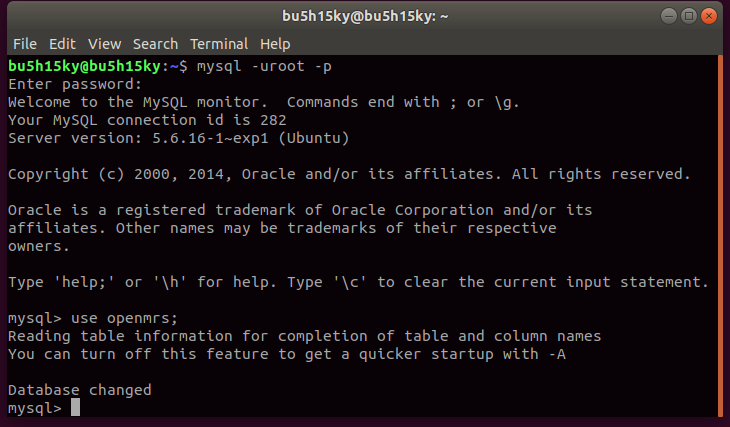 bu5h15ky@bu5h15ky: ~
File Edit View Search Terminal Help
bu5h15ky@bu5h15ky:~$ mysql -uroot -p
Enter password:
Welcome to the MySQL monitor.  Commands end with ; or \g.
Your MySQL connection id is 282
Server version: 5.6.16-1~exp1 (Ubuntu)
Copyright (c) 2000, 2014, Oracle and/or its affiliates. All rights reserved.
Oracle is a registered trademark of Oracle Corporation and/or its
affiliates. Other names may be trademarks of their respective
owners.
Type 'help;' or '\h' for help. Type '\c' to clear the current input statement.
mysql> use openmrs;
Reading table information for completion of table and column names
You can turn off this feature to get a quicker startup with -A
Database changed
mysql>